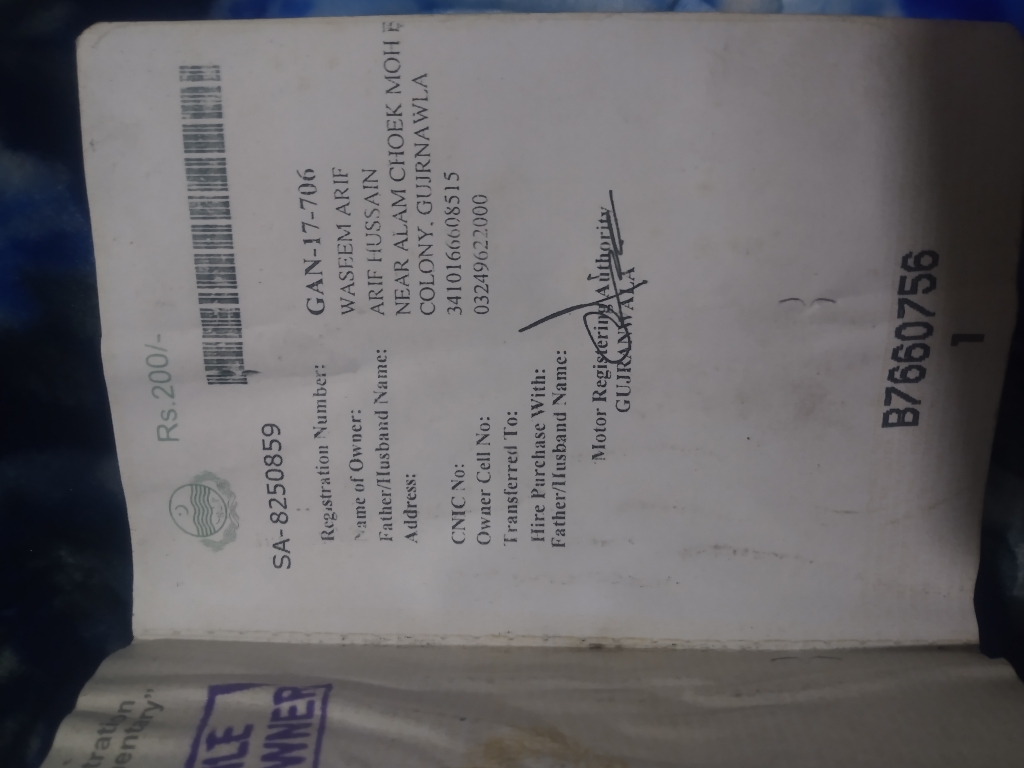 Rs.200/-
SA-8250859
Registration Number: GAN-17-706
Name of Owner: WASEEM ARIF
Father/Husband Name: ARIF HUSSAIN
Address: NEAR ALAM CHOEK MOH
COLONY, GUJRNAWLA
CNIC No: 3410166608515
Owner Cell No: 03249622000
Transferred To:
Hire Purchase With:
Father/Husband Name:
Motor Registering Authority
GUJRANWALA
B7660756
1